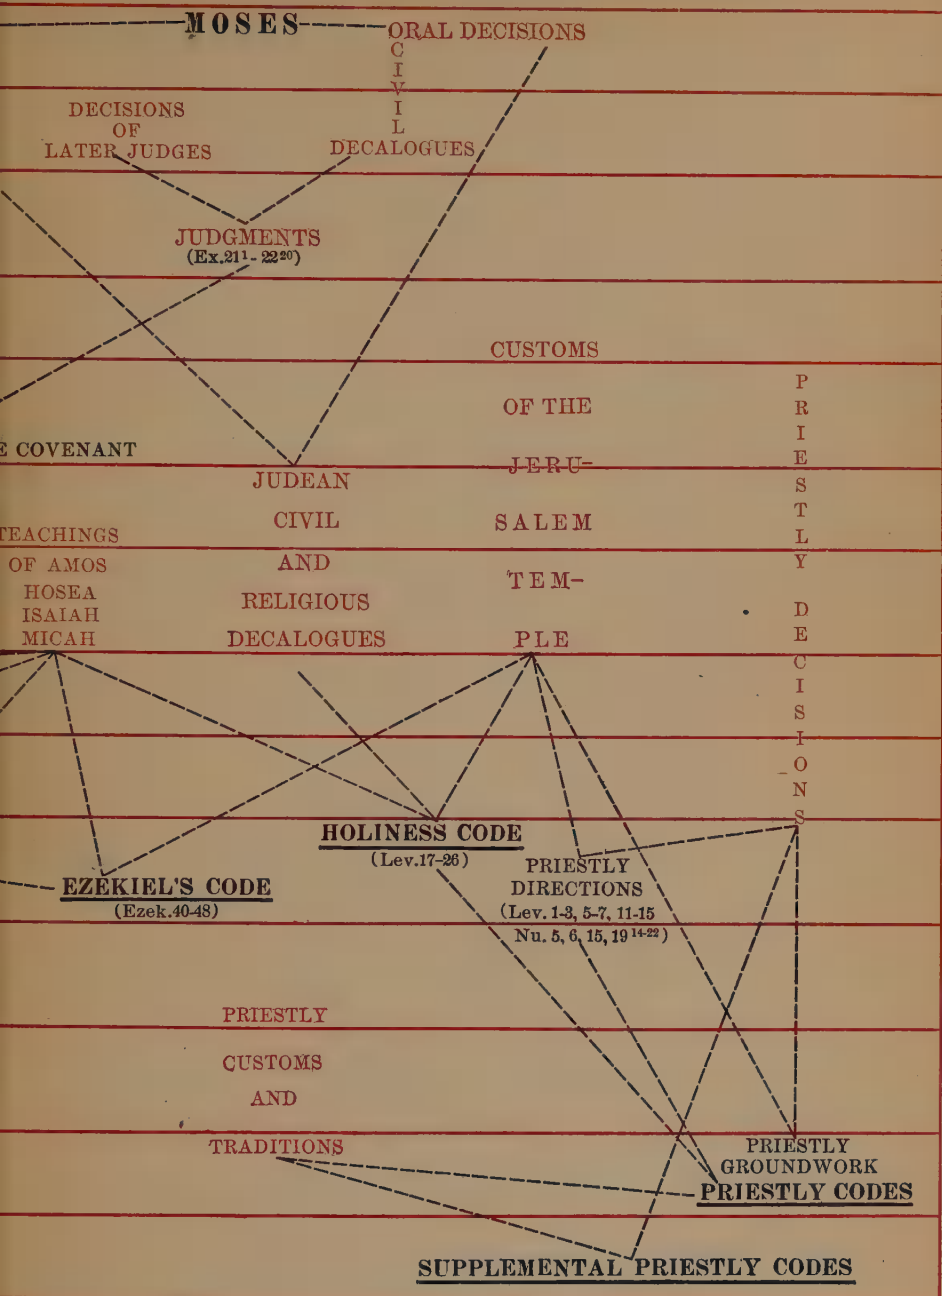 MOSES
ORAL DECISIONS
CIVIL
DECISIONS
OF
LATER JUDGES
DECALOGUES
JUDGMENTS
(Ex.21¹-22²⁰)
CUSTOMS
OF THE
JERU-
SALEM
TEM-
PLE
PRIESTLY DECISIONS
E COVENANT
JUDEAN
CIVIL
AND
RELIGIOUS
DECALOGUES
TEACHINGS
OF AMOS
HOSEA
ISAIAH
MICAH
HOLINESS CODE
(Lev.17-26)
PRIESTLY
DIRECTIONS
(Lev. 1-3, 5-7, 11-15
Nu. 5, 6, 15, 19¹⁴⁻²²)
EZEKIEL'S CODE
(Ezek.40-48)
PRIESTLY
CUSTOMS
AND
TRADITIONS
PRIESTLY
GROUNDWORK
PRIESTLY CODES
SUPPLEMENTAL PRIESTLY CODES